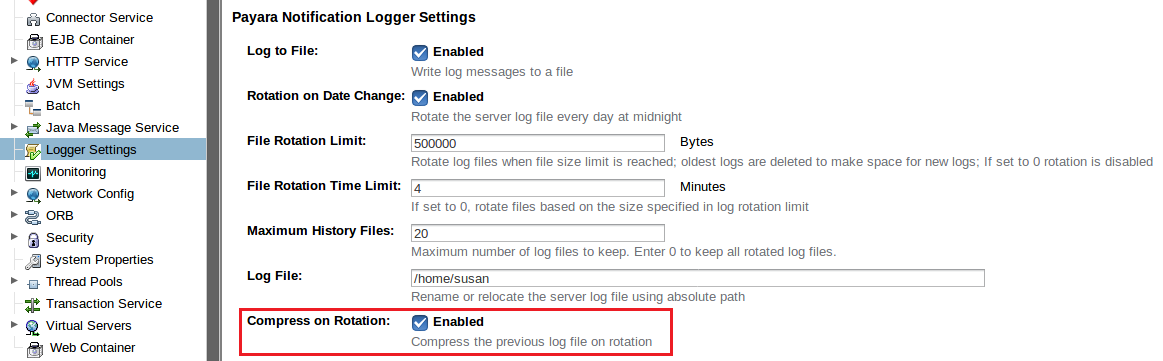 Connector Service
EJB Container
HTTP Service
JVM Settings
Batch
Java Message Service
Logger Settings
Monitoring
Network Config
ORB
Security
System Properties
Thread Pools
Transaction Service
Virtual Servers
Web Container
Payara Notification Logger Settings
Log to File: Enabled
Write log messages to a file
Rotation on Date Change: Enabled
Rotate the server log file every day at midnight
File Rotation Limit: 500000 Bytes
Rotate log files when file size limit is reached; oldest logs are deleted to make space for new logs; If set to 0 rotation is disabled
File Rotation Time Limit: 4 Minutes
If set to 0, rotate files based on the size specified in log rotation limit
Maximum History Files: 20
Maximum number of log files to keep. Enter 0 to keep all rotated log files.
Log File: /home/susan
Rename or relocate the server log file using absolute path
Compress on Rotation: Enabled
Compress the previous log file on rotation